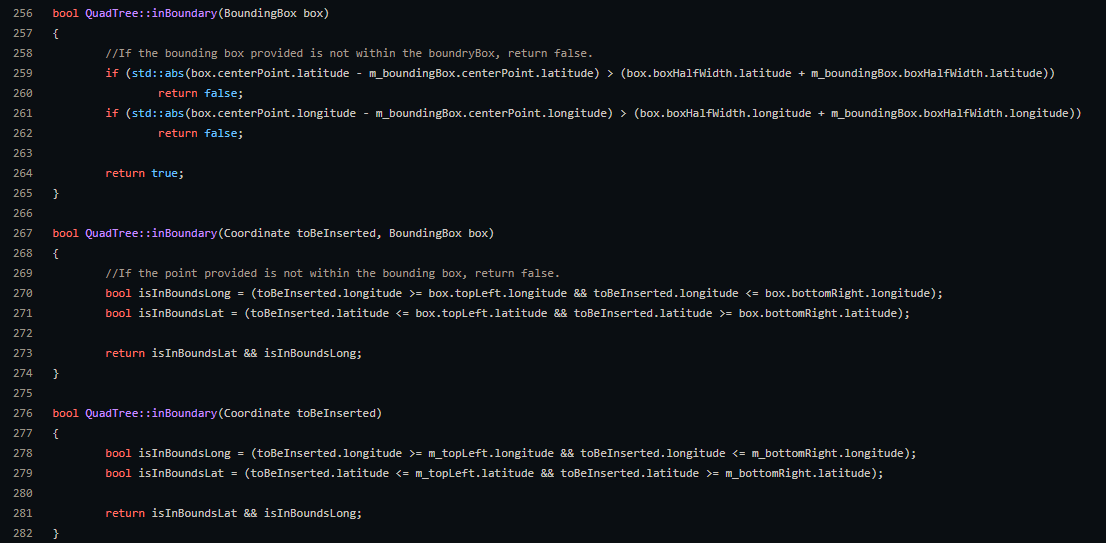 256 bool QuadTree::inBoundary(BoundingBox box)
257 {
258 //If the bounding box provided is not within the boundryBox, return false.
259 if (std::abs(box.centerPoint.latitude - m_boundingBox.centerPoint.latitude) > (box.boxHalfWidth.latitude + m_boundingBox.boxHalfWidth.latitude))
260 return false;
261 if (std::abs(box.centerPoint.longitude - m_boundingBox.centerPoint.longitude) > (box.boxHalfWidth.longitude + m_boundingBox.boxHalfWidth.longitude))
262 return false;
263
264 return true;
265 }
266
267 bool QuadTree::inBoundary(Coordinate toBeInserted, BoundingBox box)
268 {
269 //If the point provided is not within the bounding box, return false.
270 bool isInBoundsLong = (toBeInserted.longitude >= box.topLeft.longitude && toBeInserted.longitude <= box.bottomRight.longitude);
271 bool isInBoundsLat = (toBeInserted.latitude <= box.topLeft.latitude && toBeInserted.latitude >= box.bottomRight.latitude);
272
273 return isInBoundsLat && isInBoundsLong;
274 }
275
276 bool QuadTree::inBoundary(Coordinate toBeInserted)
277 {
278 bool isInBoundsLong = (toBeInserted.longitude >= m_topLeft.longitude && toBeInserted.longitude <= m_bottomRight.longitude);
279 bool isInBoundsLat = (toBeInserted.latitude <= m_topLeft.latitude && toBeInserted.latitude >= m_bottomRight.latitude);
280
281 return isInBoundsLat && isInBoundsLong;
282 }